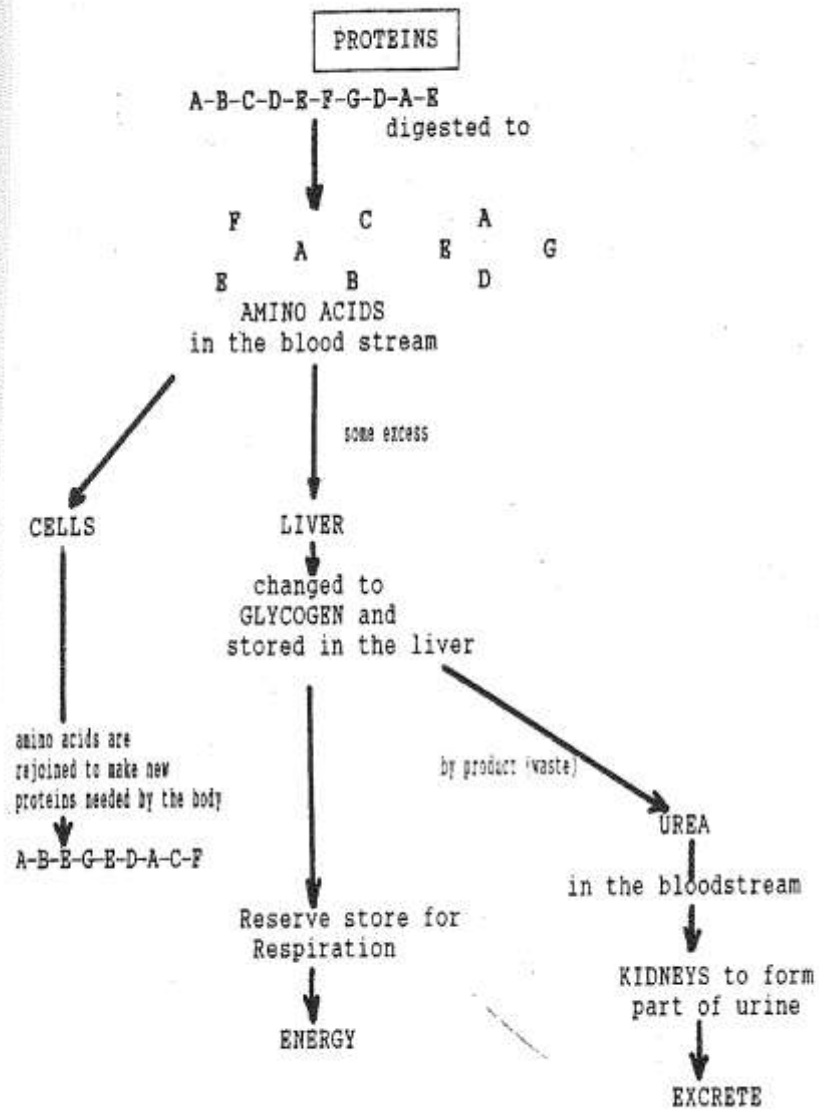 PROTEINS
A-B-C-D-E-F-G-D-A-E
digested to
F C A
A E G
E B D
AMINO ACIDS
in the blood stream
some excess
CELLS
LIVER
changed to
GLYCOGEN and
stored in the liver
amino acids are
rejoined to make new
proteins needed by the body
A-B-E-G-E-D-A-C-F
by product (waste)
UREA
in the bloodstream
Reserve store for
Respiration
KIDNEYS to form
part of urine
ENERGY
EXCRETE